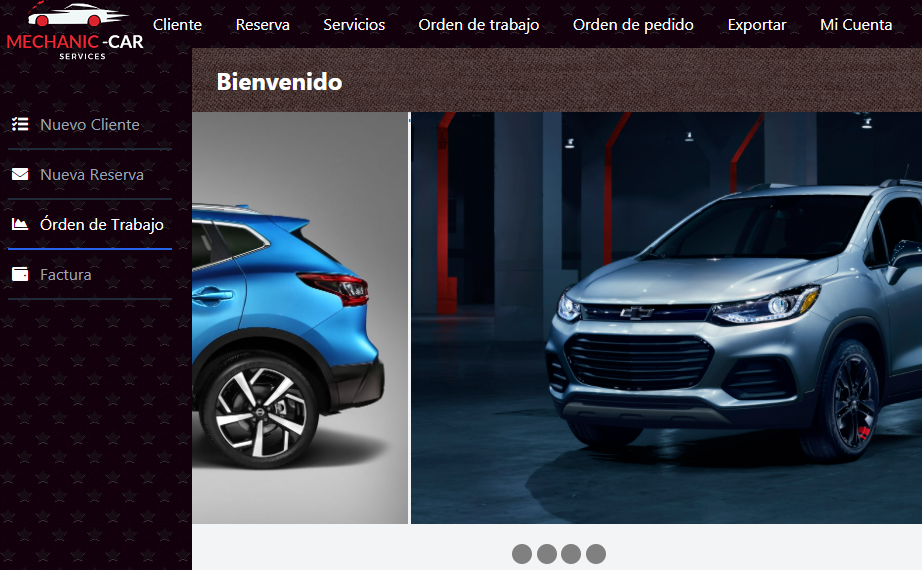 MECHANIC-CAR
SERVICES
Cliente
Reserva
Servicios
Orden de trabajo
Orden de pedido
Exportar
Mi Cuenta
Bienvenido
Nuevo Cliente
Nueva Reserva
Órden de Trabajo
Factura